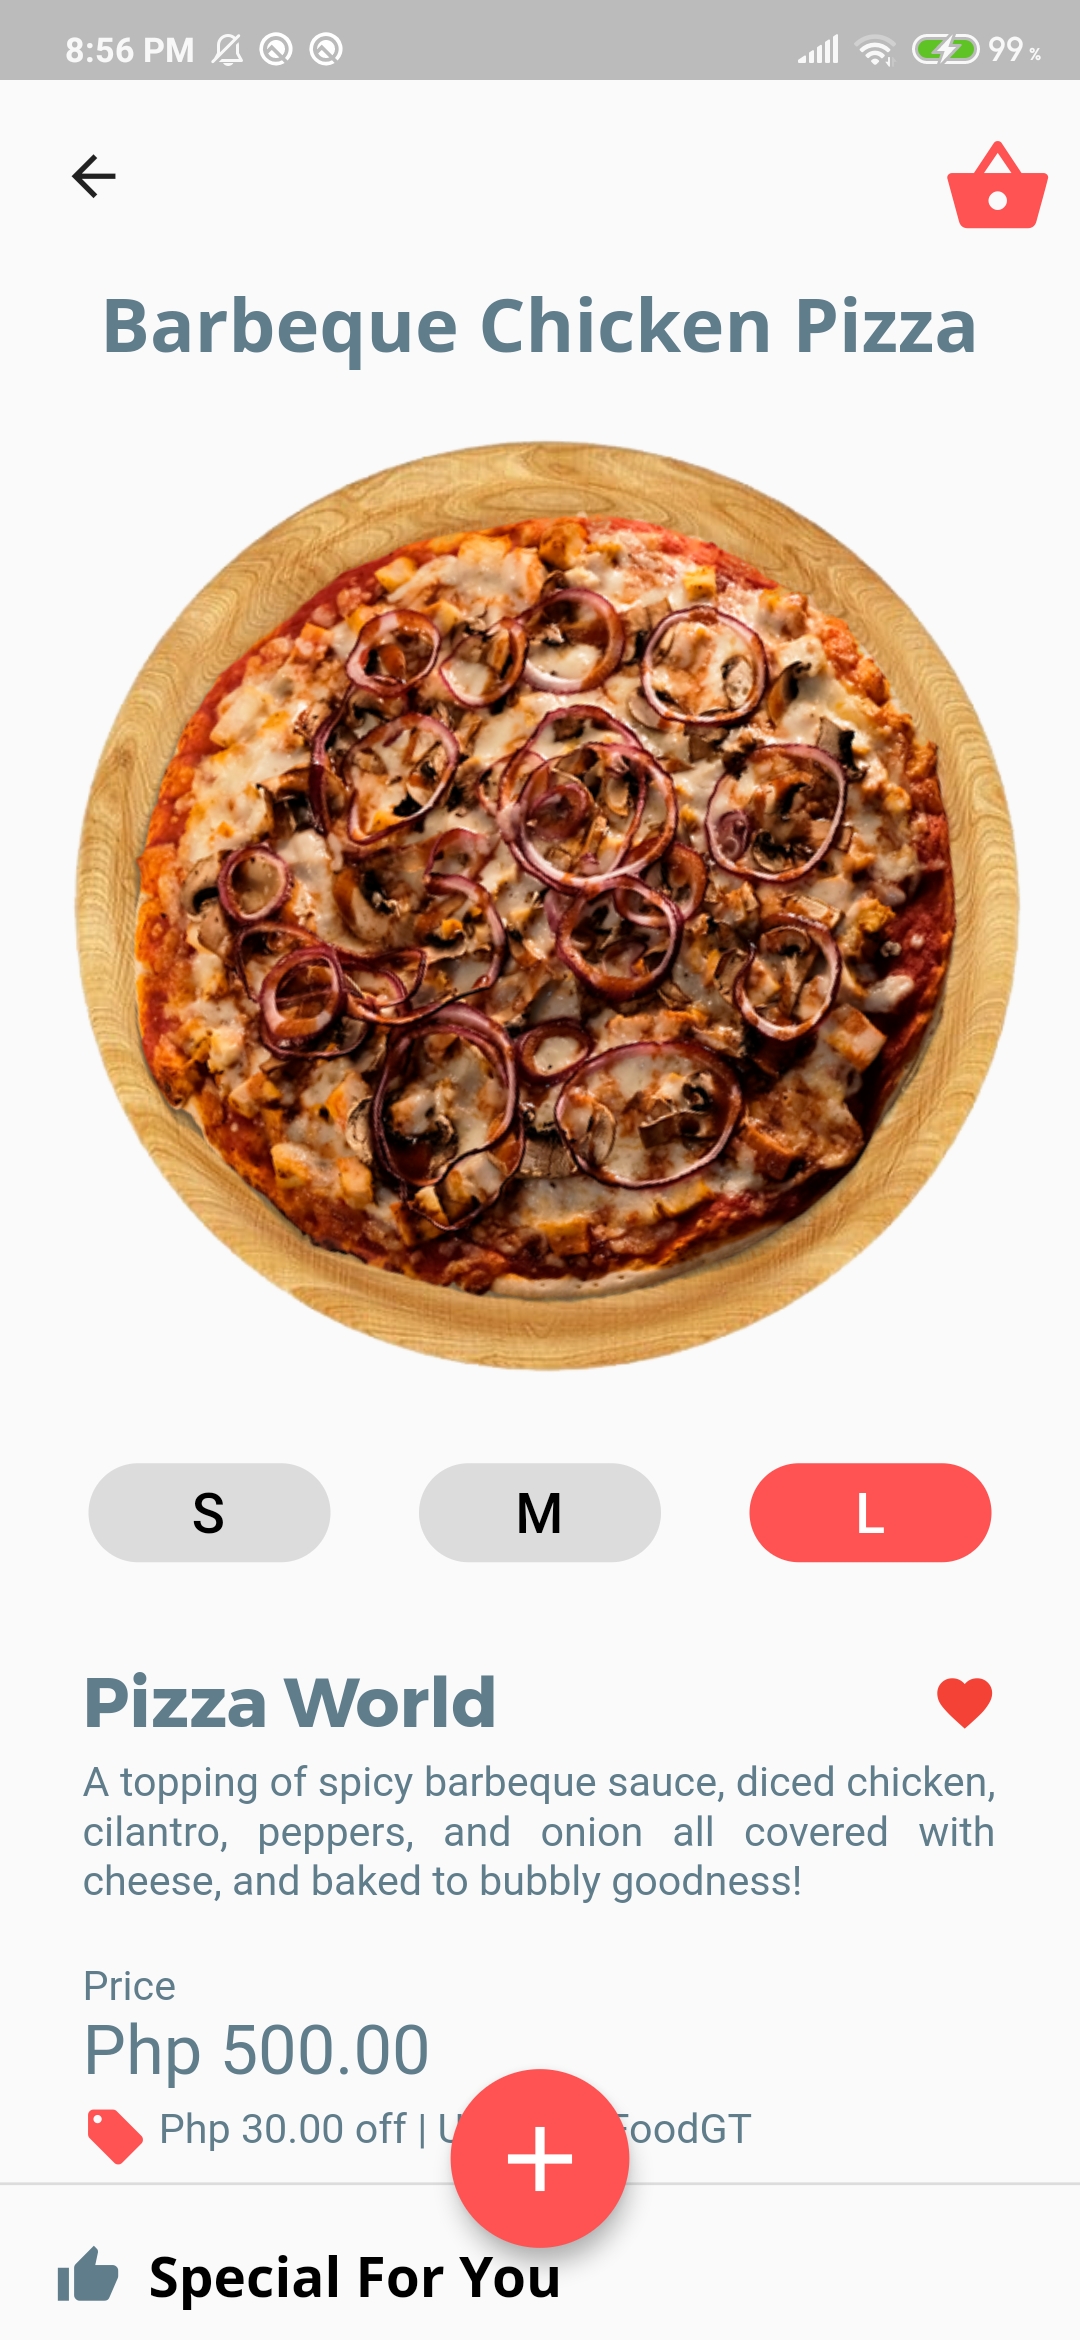 8:56 PM 99 %
Barbeque Chicken Pizza
S M L
Pizza World
A topping of spicy barbeque sauce, diced chicken,
cilantro, peppers, and onion all covered with
cheese, and baked to bubbly goodness!
Price
Php 500.00
Php 30.00 off | FoodGT
Special For You